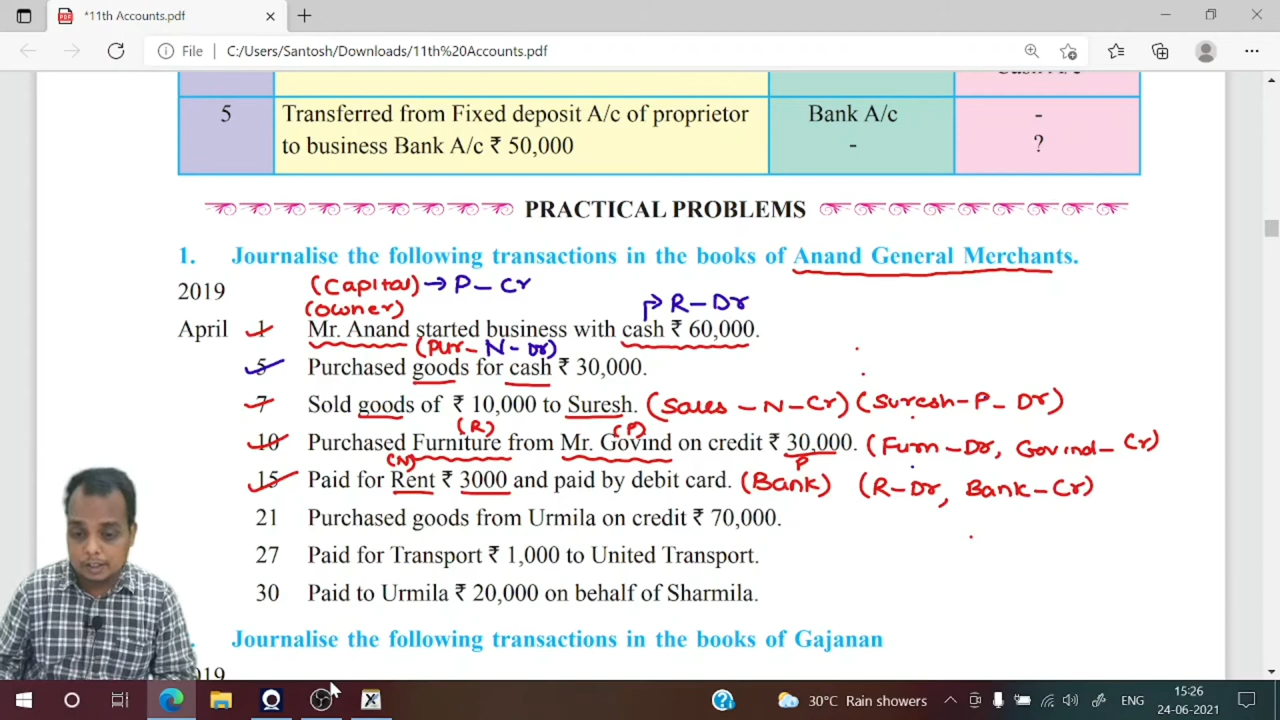 *11th Accounts.pdf
File C:/Users/Santosh/Downloads/11th%20Accounts.pdf
5 Transferred from Fixed deposit A/c of proprietor Bank A/c -
to business Bank A/c ₹ 50,000 - ?
PRACTICAL PROBLEMS
1. Journalise the following transactions in the books of Anand General Merchants.
(Capital) → P - Cr
2019
(Owner) R - Dr
April 1 Mr. Anand started business with cash ₹ 60,000.
(Pur - N - Dr)
5 Purchased goods for cash ₹ 30,000.
7 Sold goods of ₹ 10,000 to Suresh. (Sales - N - Cr) (Suresh - P - Dr)
(R) (P)
10 Purchased Furniture from Mr. Govind on credit ₹ 30,000. (Furn - Dr, Govind - Cr)
(N) P
15 Paid for Rent ₹ 3000 and paid by debit card. (Bank) (R - Dr, Bank - Cr)
21 Purchased goods from Urmila on credit ₹ 70,000.
27 Paid for Transport ₹ 1,000 to United Transport.
30 Paid to Urmila ₹ 20,000 on behalf of Sharmila.
Journalise the following transactions in the books of Gajanan
30°C Rain showers ENG 15:26
24-06-2021